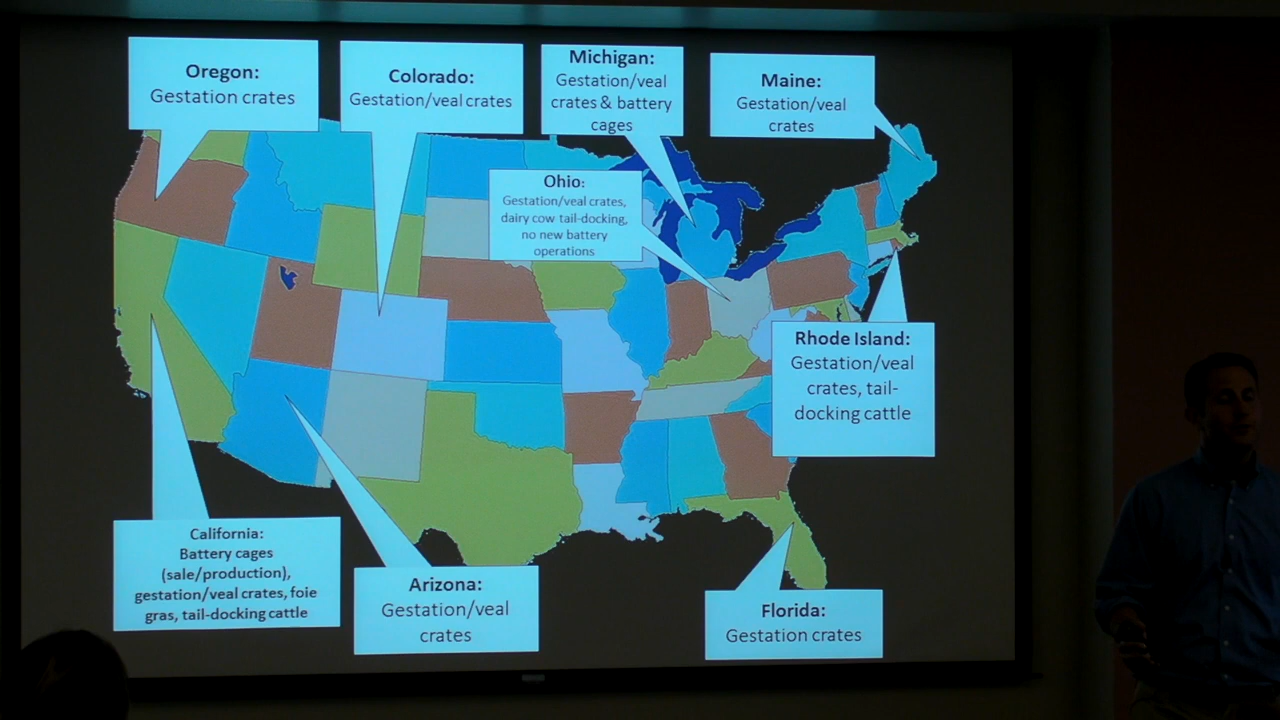 Oregon:
Gestation crates
Colorado:
Gestation/veal crates
Michigan:
Gestation/veal
crates & battery
cages
Maine:
Gestation/veal
crates
Ohio:
Gestation/veal crates,
dairy cow tail-docking,
no new battery
operations
Rhode Island:
Gestation/veal
crates, tail-
docking cattle
California:
Battery cages
(sale/production),
gestation/veal crates, foie
gras, tail-docking cattle
Arizona:
Gestation/veal
crates
Florida:
Gestation crates